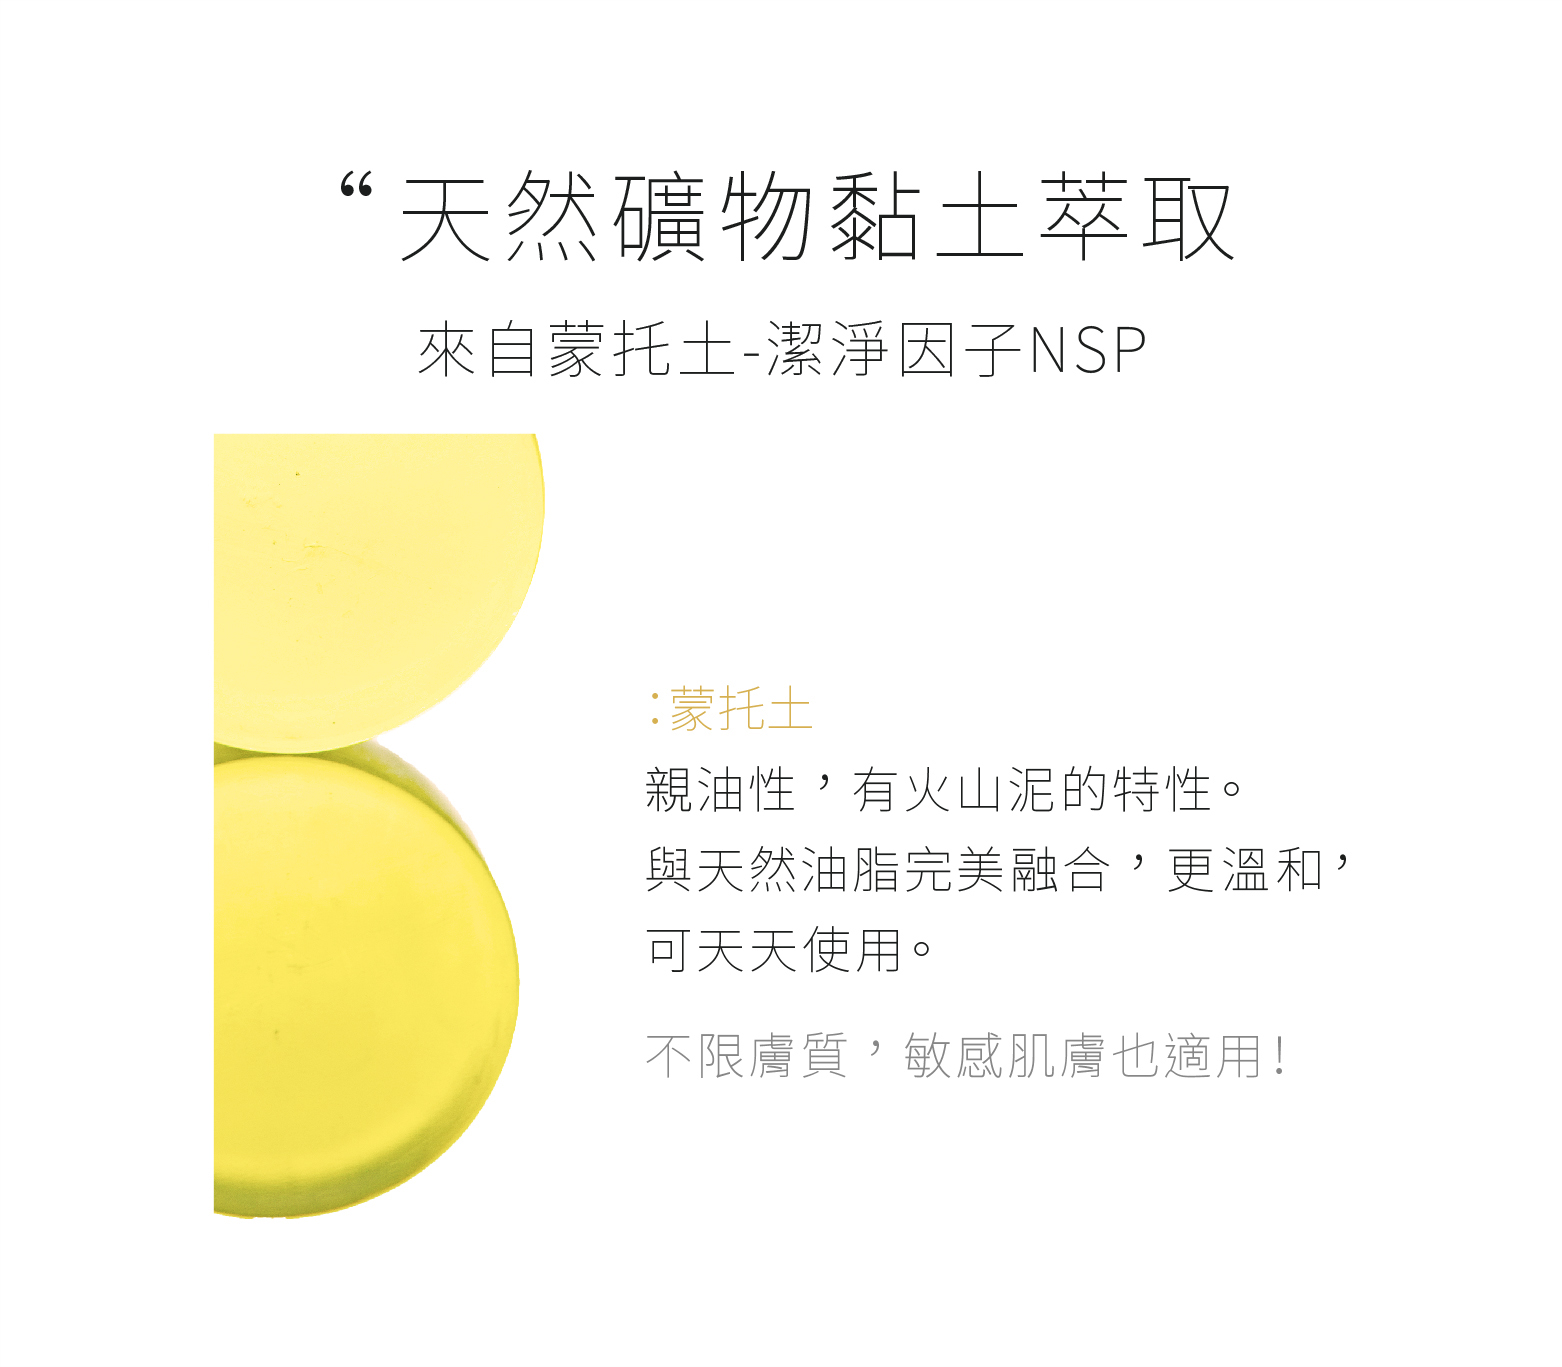 “天然礦物黏土萃取
來自蒙托土-潔淨因子NSP
:蒙托土
親油性，有火山泥的特性。
與天然油脂完美融合，更溫和，
可天天使用。
不限膚質，敏感肌膚也適用!